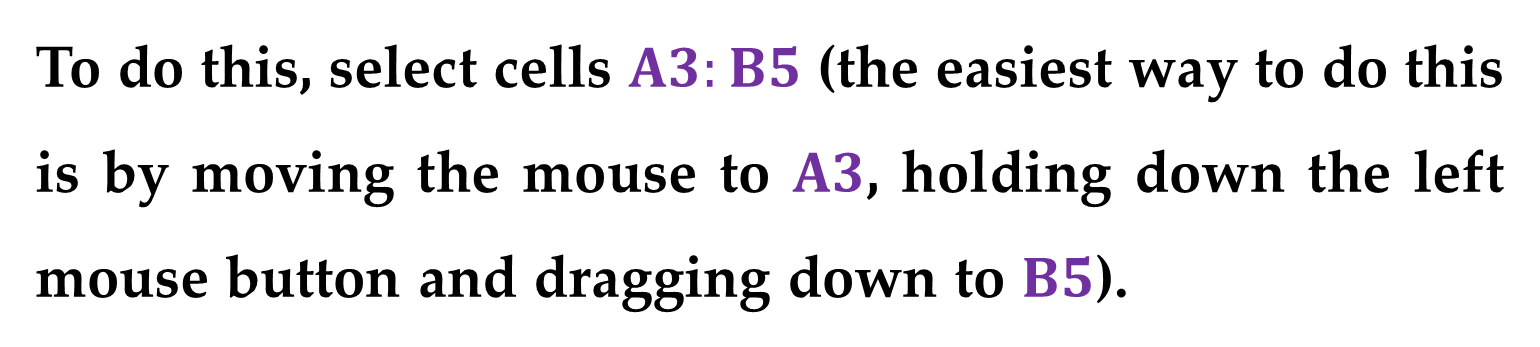 To do this, select cells A3: B5 (the easiest way to do this
is by moving the mouse to A3, holding down the left
mouse button and dragging down to B5).